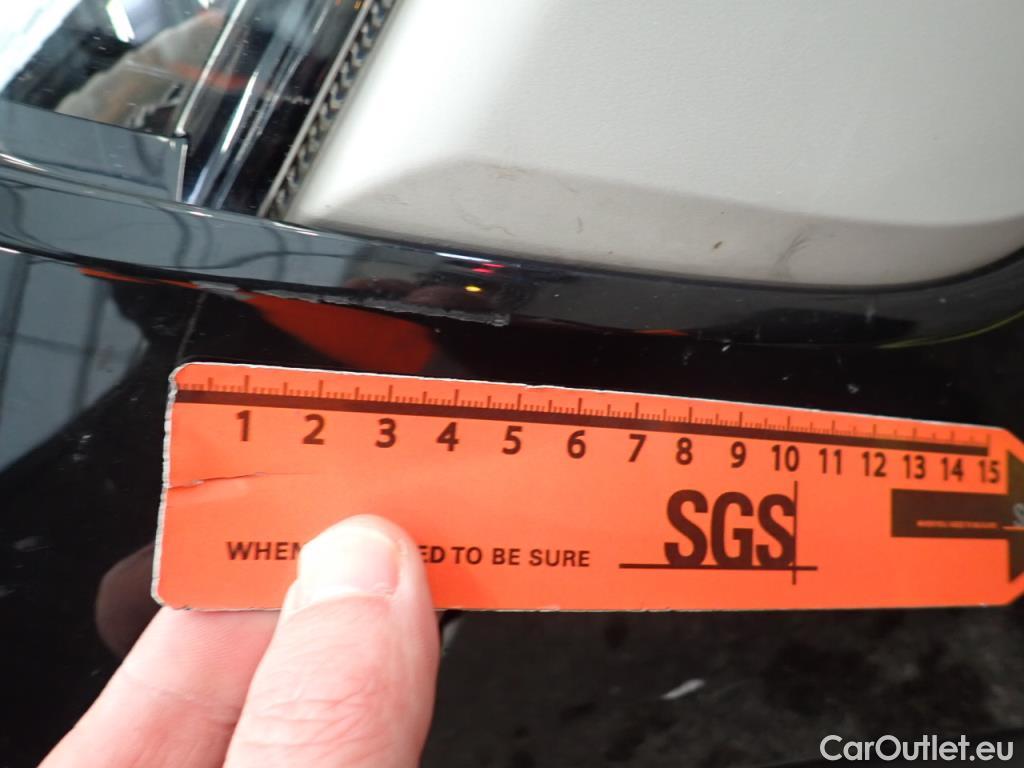 1 2 3 4 5 6 7 8 9 10 11 12 13 14 15
SGS
WHEN ED TO BE SURE
CarOutlet.eu